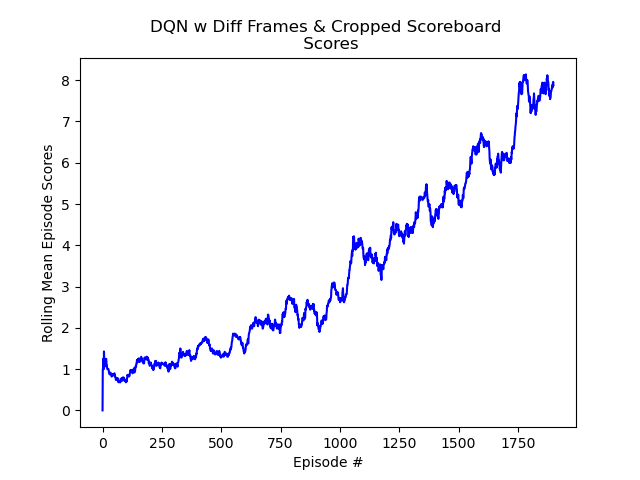 DQN w Diff Frames & Cropped Scoreboard
Scores
8
7
6
5
4
3
2
1
0
Rolling Mean Episode Scores
0 250 500 750 1000 1250 1500 1750
Episode #